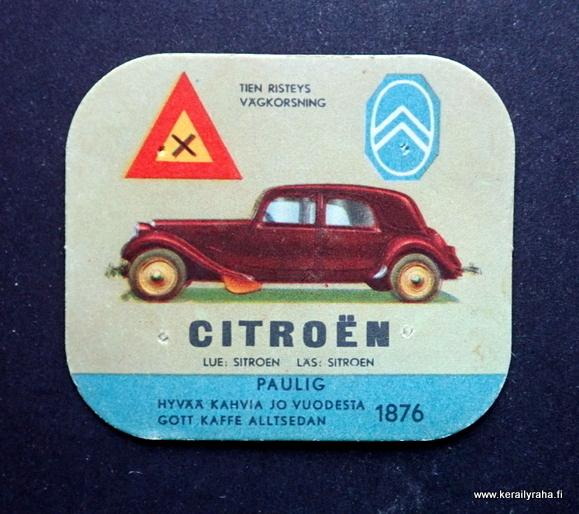 TIEN RISTEYS
VÄGKORSNING
CITROËN
LUE: SITROEN LÄS: SITROEN
PAULIG
HYVÄÄ KAHVIA JO VUODESTA 1876
GOTT KAFFE ALLTSEDAN
www.kerailyraha.fi